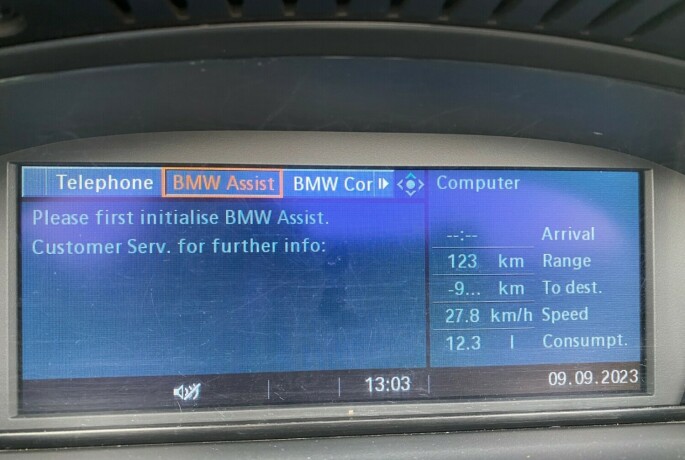 Telephone BMW Assist BMW Cor
Please first initialise BMW Assist.
Customer Serv. for further info:
Computer
--:-- Arrival
123 km Range
-9... km To dest.
27.8 km/h Speed
12.3 l Consumpt.
13:03
09.09.2023